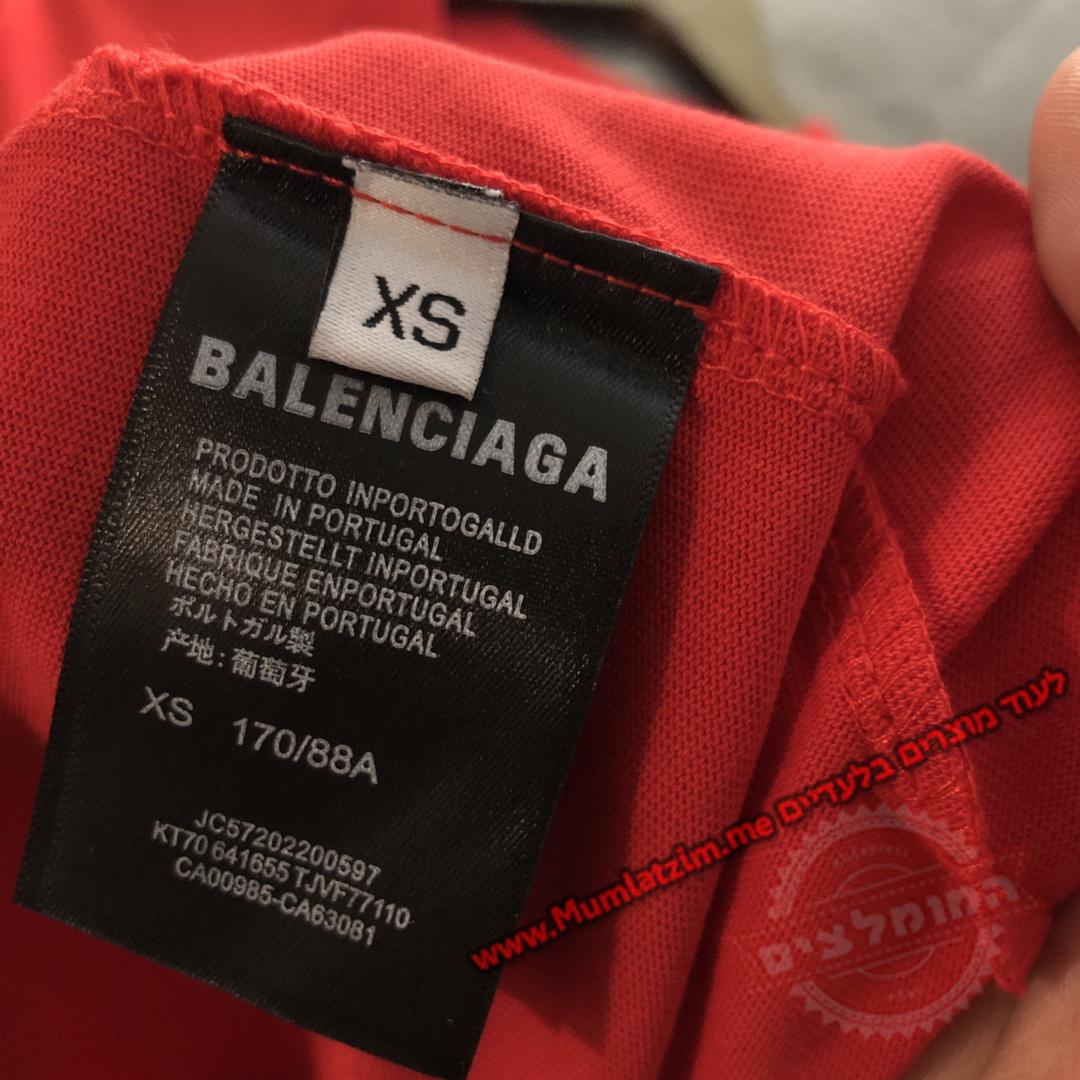 XS
BALENCIAGA
PRODOTTO INPORTOGALLD
MADE IN PORTUGAL
HERGESTELLT INPORTUGAL
FABRIQUE ENPORTUGAL
HECHO EN PORTUGAL
ポルトガル製
产地:葡萄牙
XS 170/88A
JC57202200597
KT70 641655 TJVF77110
CA00985-CA63081
לעוד מוצרים בלעדיים www.Mumlatzim.me
המומלצים